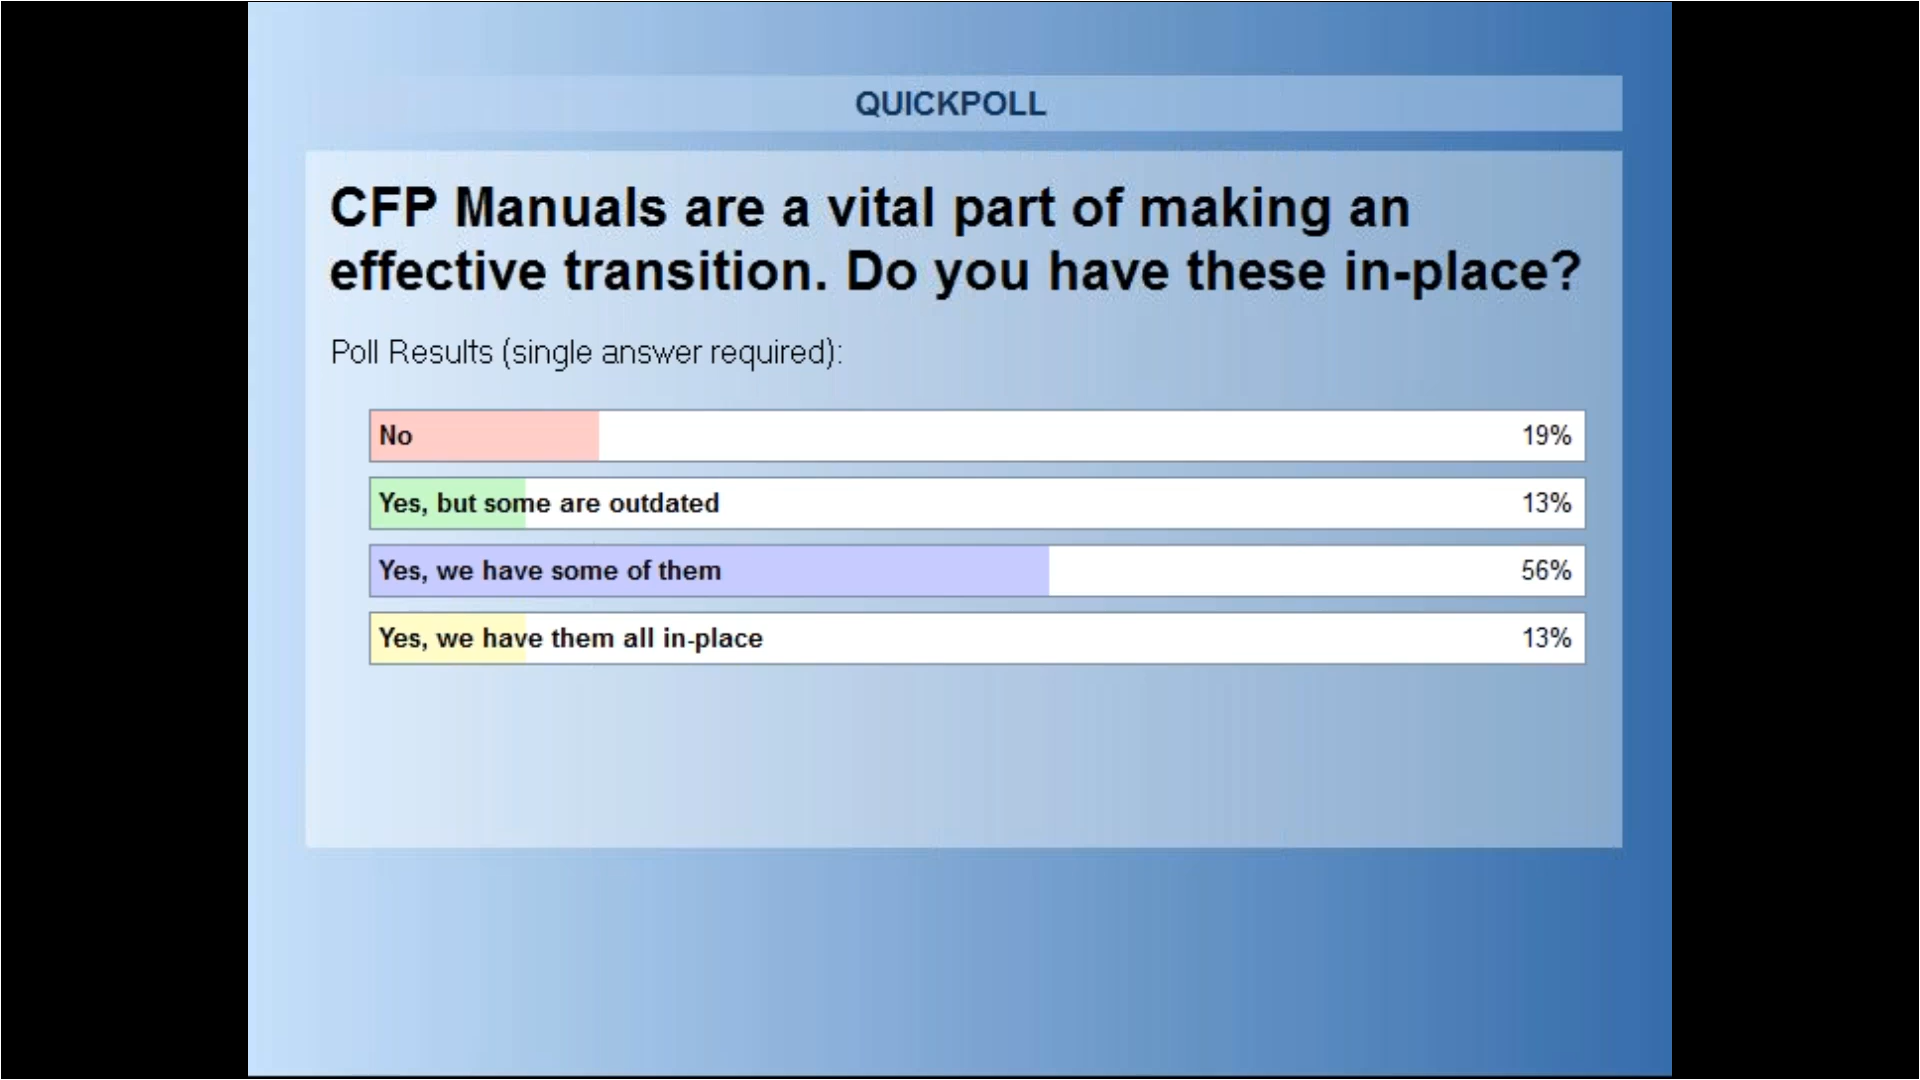 QUICKPOLL
CFP Manuals are a vital part of making an
effective transition. Do you have these in-place?
Poll Results (single answer required):
No 19%
Yes, but some are outdated 13%
Yes, we have some of them 56%
Yes, we have them all in-place 13%